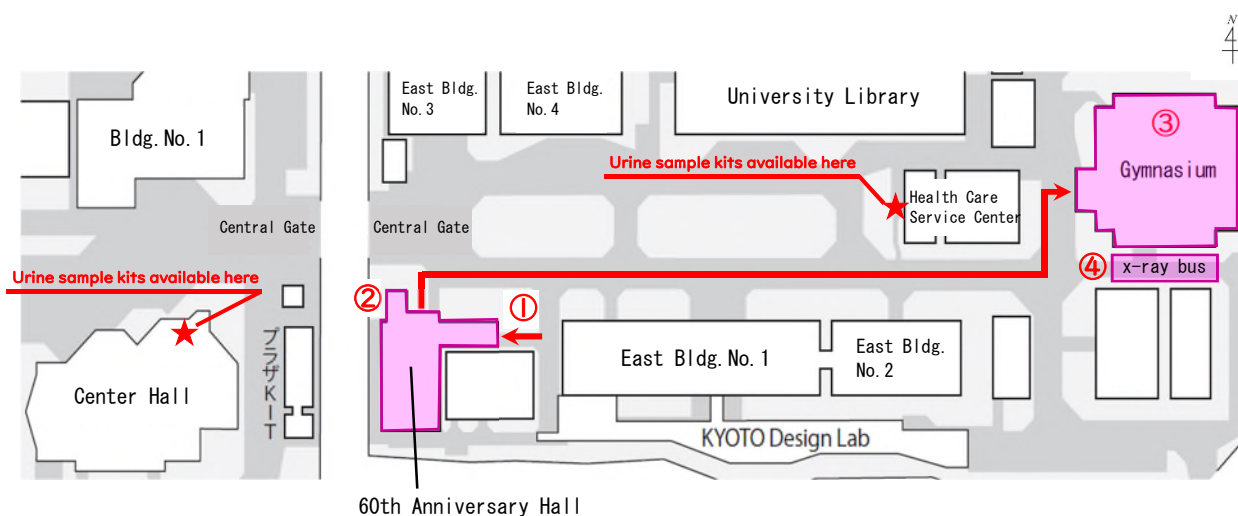 N
4
East Bldg.
No.3
East Bldg.
No.4
University Library
③
Gymnasium
Bldg.No.1
Urine sample kits available here
Health Care
Service Center
Central Gate
Central Gate
Urine sample kits available here
④
x-ray bus
②
①
プラザKIT
Center Hall
East Bldg.No.1
East Bldg.
No.2
KYOTO Design Lab
60th Anniversary Hall